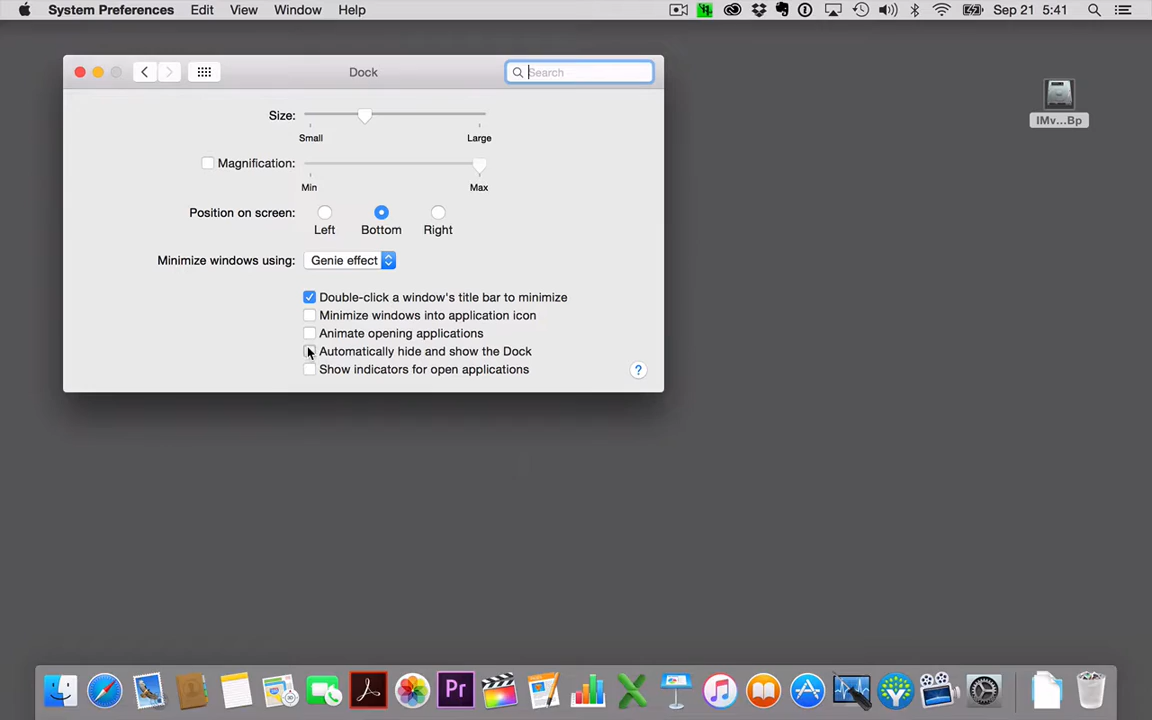 System Preferences Edit View Window Help Sep 21 5:41
Dock
Search
Size:
Small Large
Magnification:
Min Max
Position on screen:
Left Bottom Right
Minimize windows using: Genie effect
Double-click a window's title bar to minimize
Minimize windows into application icon
Animate opening applications
Automatically hide and show the Dock
Show indicators for open applications
?
IMv...Bp
Pr